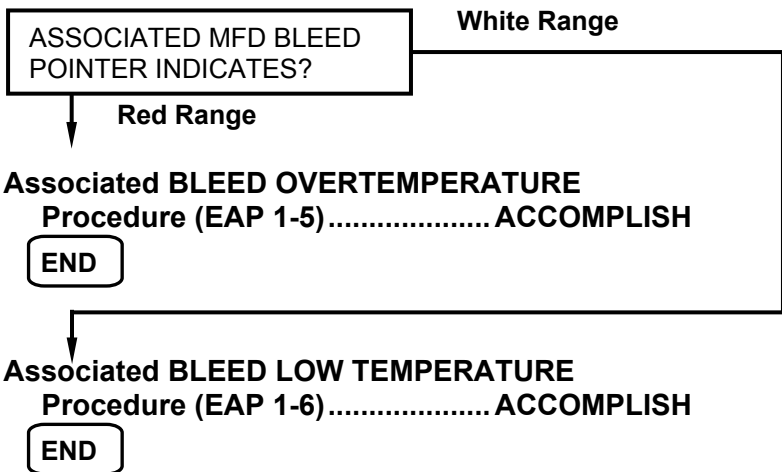 White Range
ASSOCIATED MFD BLEED
POINTER INDICATES?
Red Range
Associated BLEED OVERTEMPERATURE
Procedure (EAP 1-5).................... ACCOMPLISH
END
Associated BLEED LOW TEMPERATURE
Procedure (EAP 1-6).................... ACCOMPLISH
END